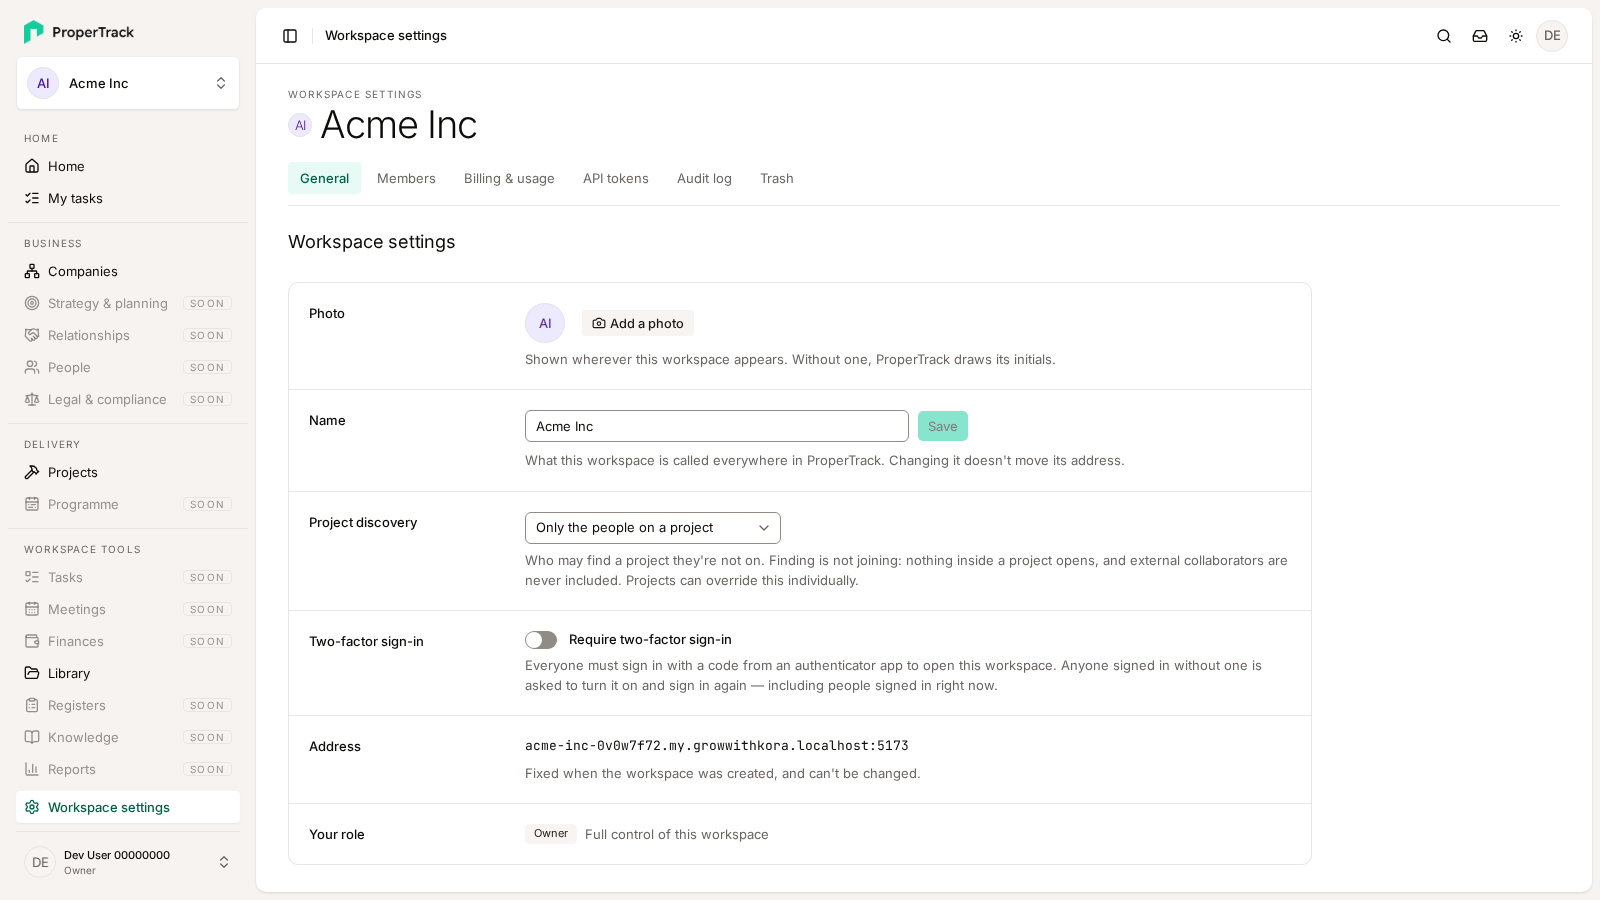 ProperTrack
AI Acme Inc
HOME
Home
My tasks
BUSINESS
Companies
Strategy & planning SOON
Relationships SOON
People SOON
Legal & compliance SOON
DELIVERY
Projects
Programme SOON
WORKSPACE TOOLS
Tasks SOON
Meetings SOON
Finances SOON
Library
Registers SOON
Knowledge SOON
Reports SOON
Workspace settings
DE Dev User 00000000
Owner
Workspace settings
DE
WORKSPACE SETTINGS
AI Acme Inc
General Members Billing & usage API tokens Audit log Trash
Workspace settings
Photo
AI Add a photo
Shown wherever this workspace appears. Without one, ProperTrack draws its initials.
Name
Acme Inc Save
What this workspace is called everywhere in ProperTrack. Changing it doesn't move its address.
Project discovery
Only the people on a project
Who may find a project they're not on. Finding is not joining: nothing inside a project opens, and external collaborators are
never included. Projects can override this individually.
Two-factor sign-in
Require two-factor sign-in
Everyone must sign in with a code from an authenticator app to open this workspace. Anyone signed in without one is
asked to turn it on and sign in again — including people signed in right now.
Address
acme-inc-0v0w7f72.my.growwithkora.localhost:5173
Fixed when the workspace was created, and can't be changed.
Your role
Owner Full control of this workspace